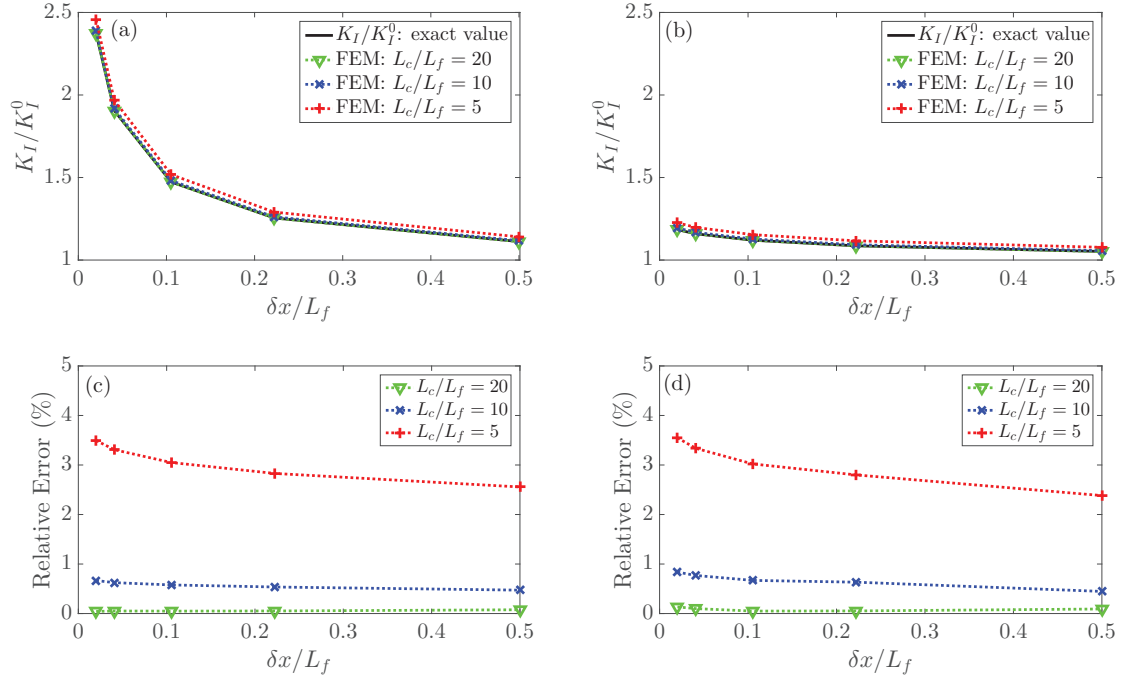 (a)
K_I/K_I^0: exact value
FEM: L_c/L_f = 20
FEM: L_c/L_f = 10
FEM: L_c/L_f = 5
2.5
2
1.5
1
K_I/K_I^0
0 0.1 0.2 0.3 0.4 0.5
δx/L_f
(b)
K_I/K_I^0: exact value
FEM: L_c/L_f = 20
FEM: L_c/L_f = 10
FEM: L_c/L_f = 5
2.5
2
1.5
1
K_I/K_I^0
0 0.1 0.2 0.3 0.4 0.5
δx/L_f
(c)
L_c/L_f = 20
L_c/L_f = 10
L_c/L_f = 5
5
4
3
2
1
0
Relative Error (%)
0 0.1 0.2 0.3 0.4 0.5
δx/L_f
(d)
L_c/L_f = 20
L_c/L_f = 10
L_c/L_f = 5
5
4
3
2
1
0
Relative Error (%)
0 0.1 0.2 0.3 0.4 0.5
δx/L_f